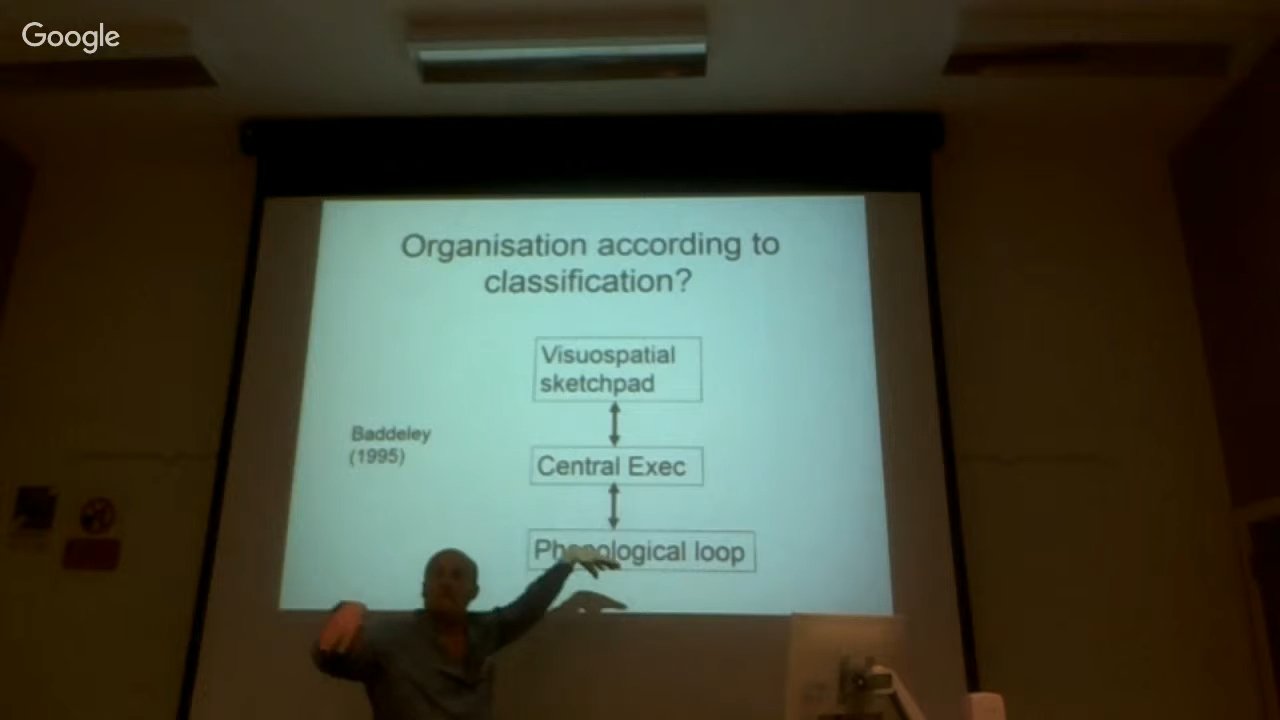 Google
Organisation according to
classification?
Visuospatial
sketchpad
Baddeley
(1995)
Central Exec
Phonological loop